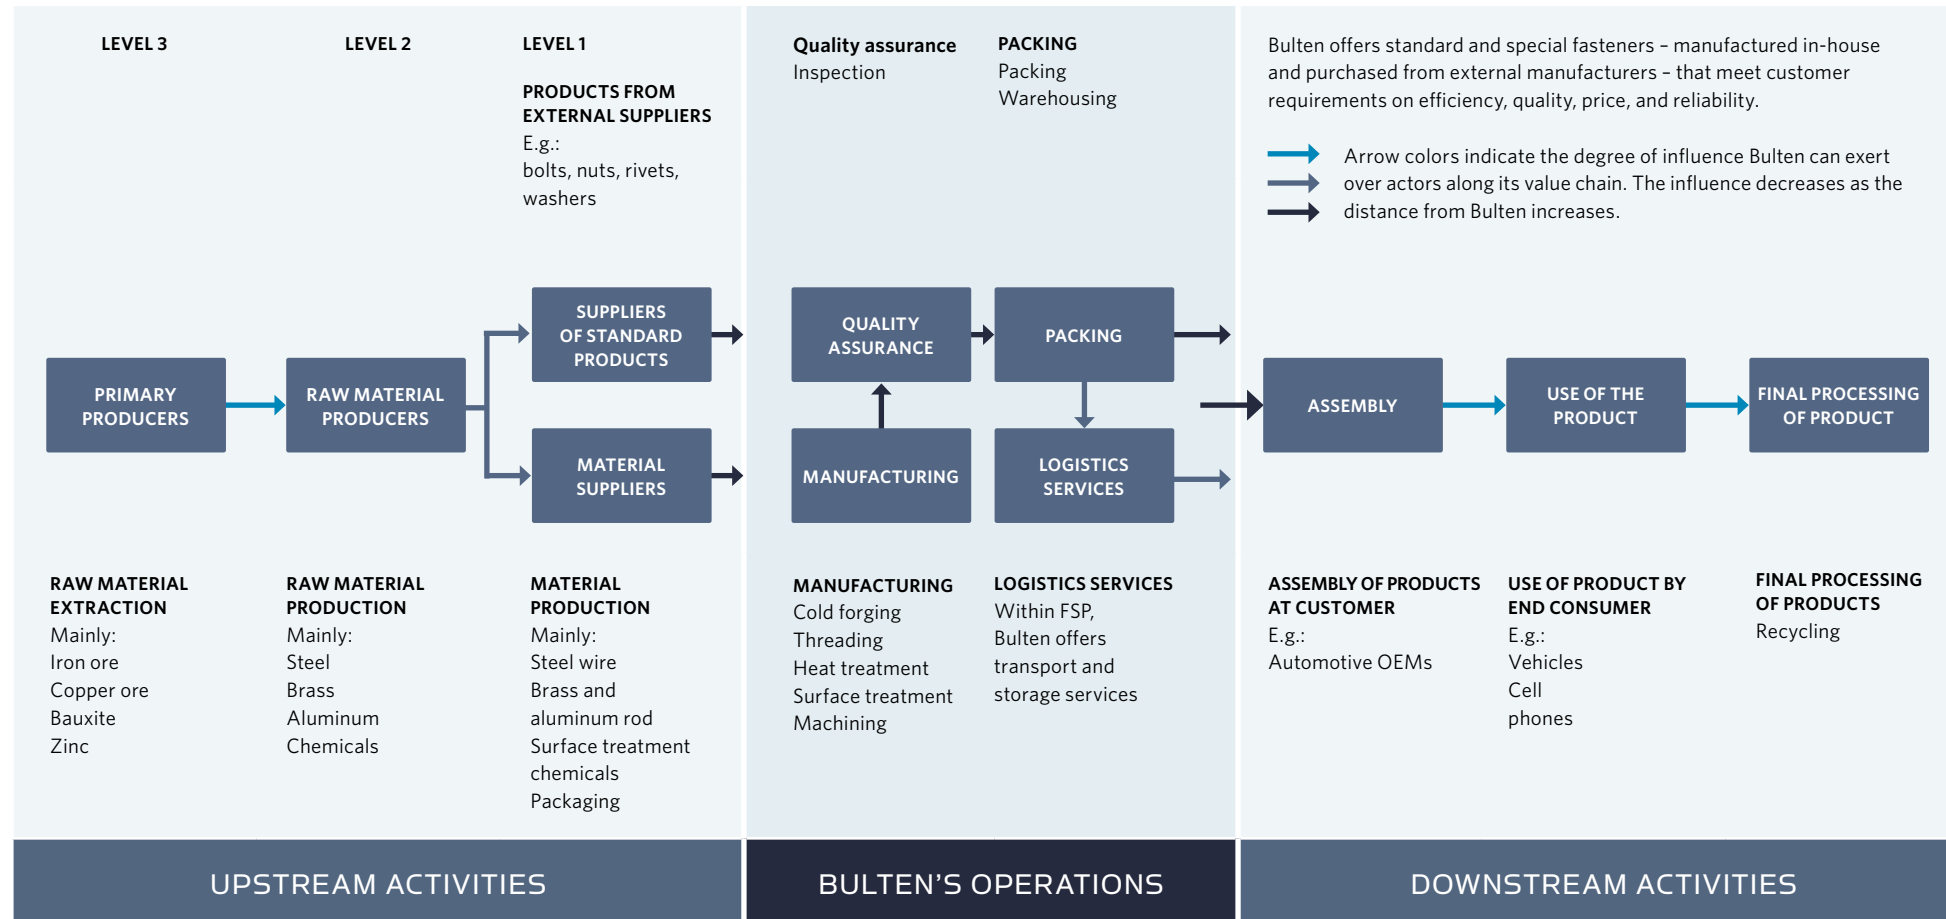 LEVEL 3
LEVEL 2
LEVEL 1
PRODUCTS FROM
EXTERNAL SUPPLIERS
E.g.:
bolts, nuts, rivets,
washers
Quality assurance
Inspection
PACKING
Packing
Warehousing
Bulten offers standard and special fasteners – manufactured in-house
and purchased from external manufacturers – that meet customer
requirements on efficiency, quality, price, and reliability.
Arrow colors indicate the degree of influence Bulten can exert
over actors along its value chain. The influence decreases as the
distance from Bulten increases.
PRIMARY
PRODUCERS
RAW MATERIAL
PRODUCERS
SUPPLIERS
OF STANDARD
PRODUCTS
MATERIAL
SUPPLIERS
QUALITY
ASSURANCE
PACKING
MANUFACTURING
LOGISTICS
SERVICES
ASSEMBLY
USE OF THE
PRODUCT
FINAL PROCESSING
OF PRODUCT
RAW MATERIAL
EXTRACTION
Mainly:
Iron ore
Copper ore
Bauxite
Zinc
RAW MATERIAL
PRODUCTION
Mainly:
Steel
Brass
Aluminum
Chemicals
MATERIAL
PRODUCTION
Mainly:
Steel wire
Brass and
aluminum rod
Surface treatment
chemicals
Packaging
MANUFACTURING
Cold forging
Threading
Heat treatment
Surface treatment
Machining
LOGISTICS SERVICES
Within FSP,
Bulten offers
transport and
storage services
ASSEMBLY OF PRODUCTS
AT CUSTOMER
E.g.:
Automotive OEMs
USE OF PRODUCT BY
END CONSUMER
E.g.:
Vehicles
Cell
phones
FINAL PROCESSING
OF PRODUCTS
Recycling
UPSTREAM ACTIVITIES
BULTEN'S OPERATIONS
DOWNSTREAM ACTIVITIES